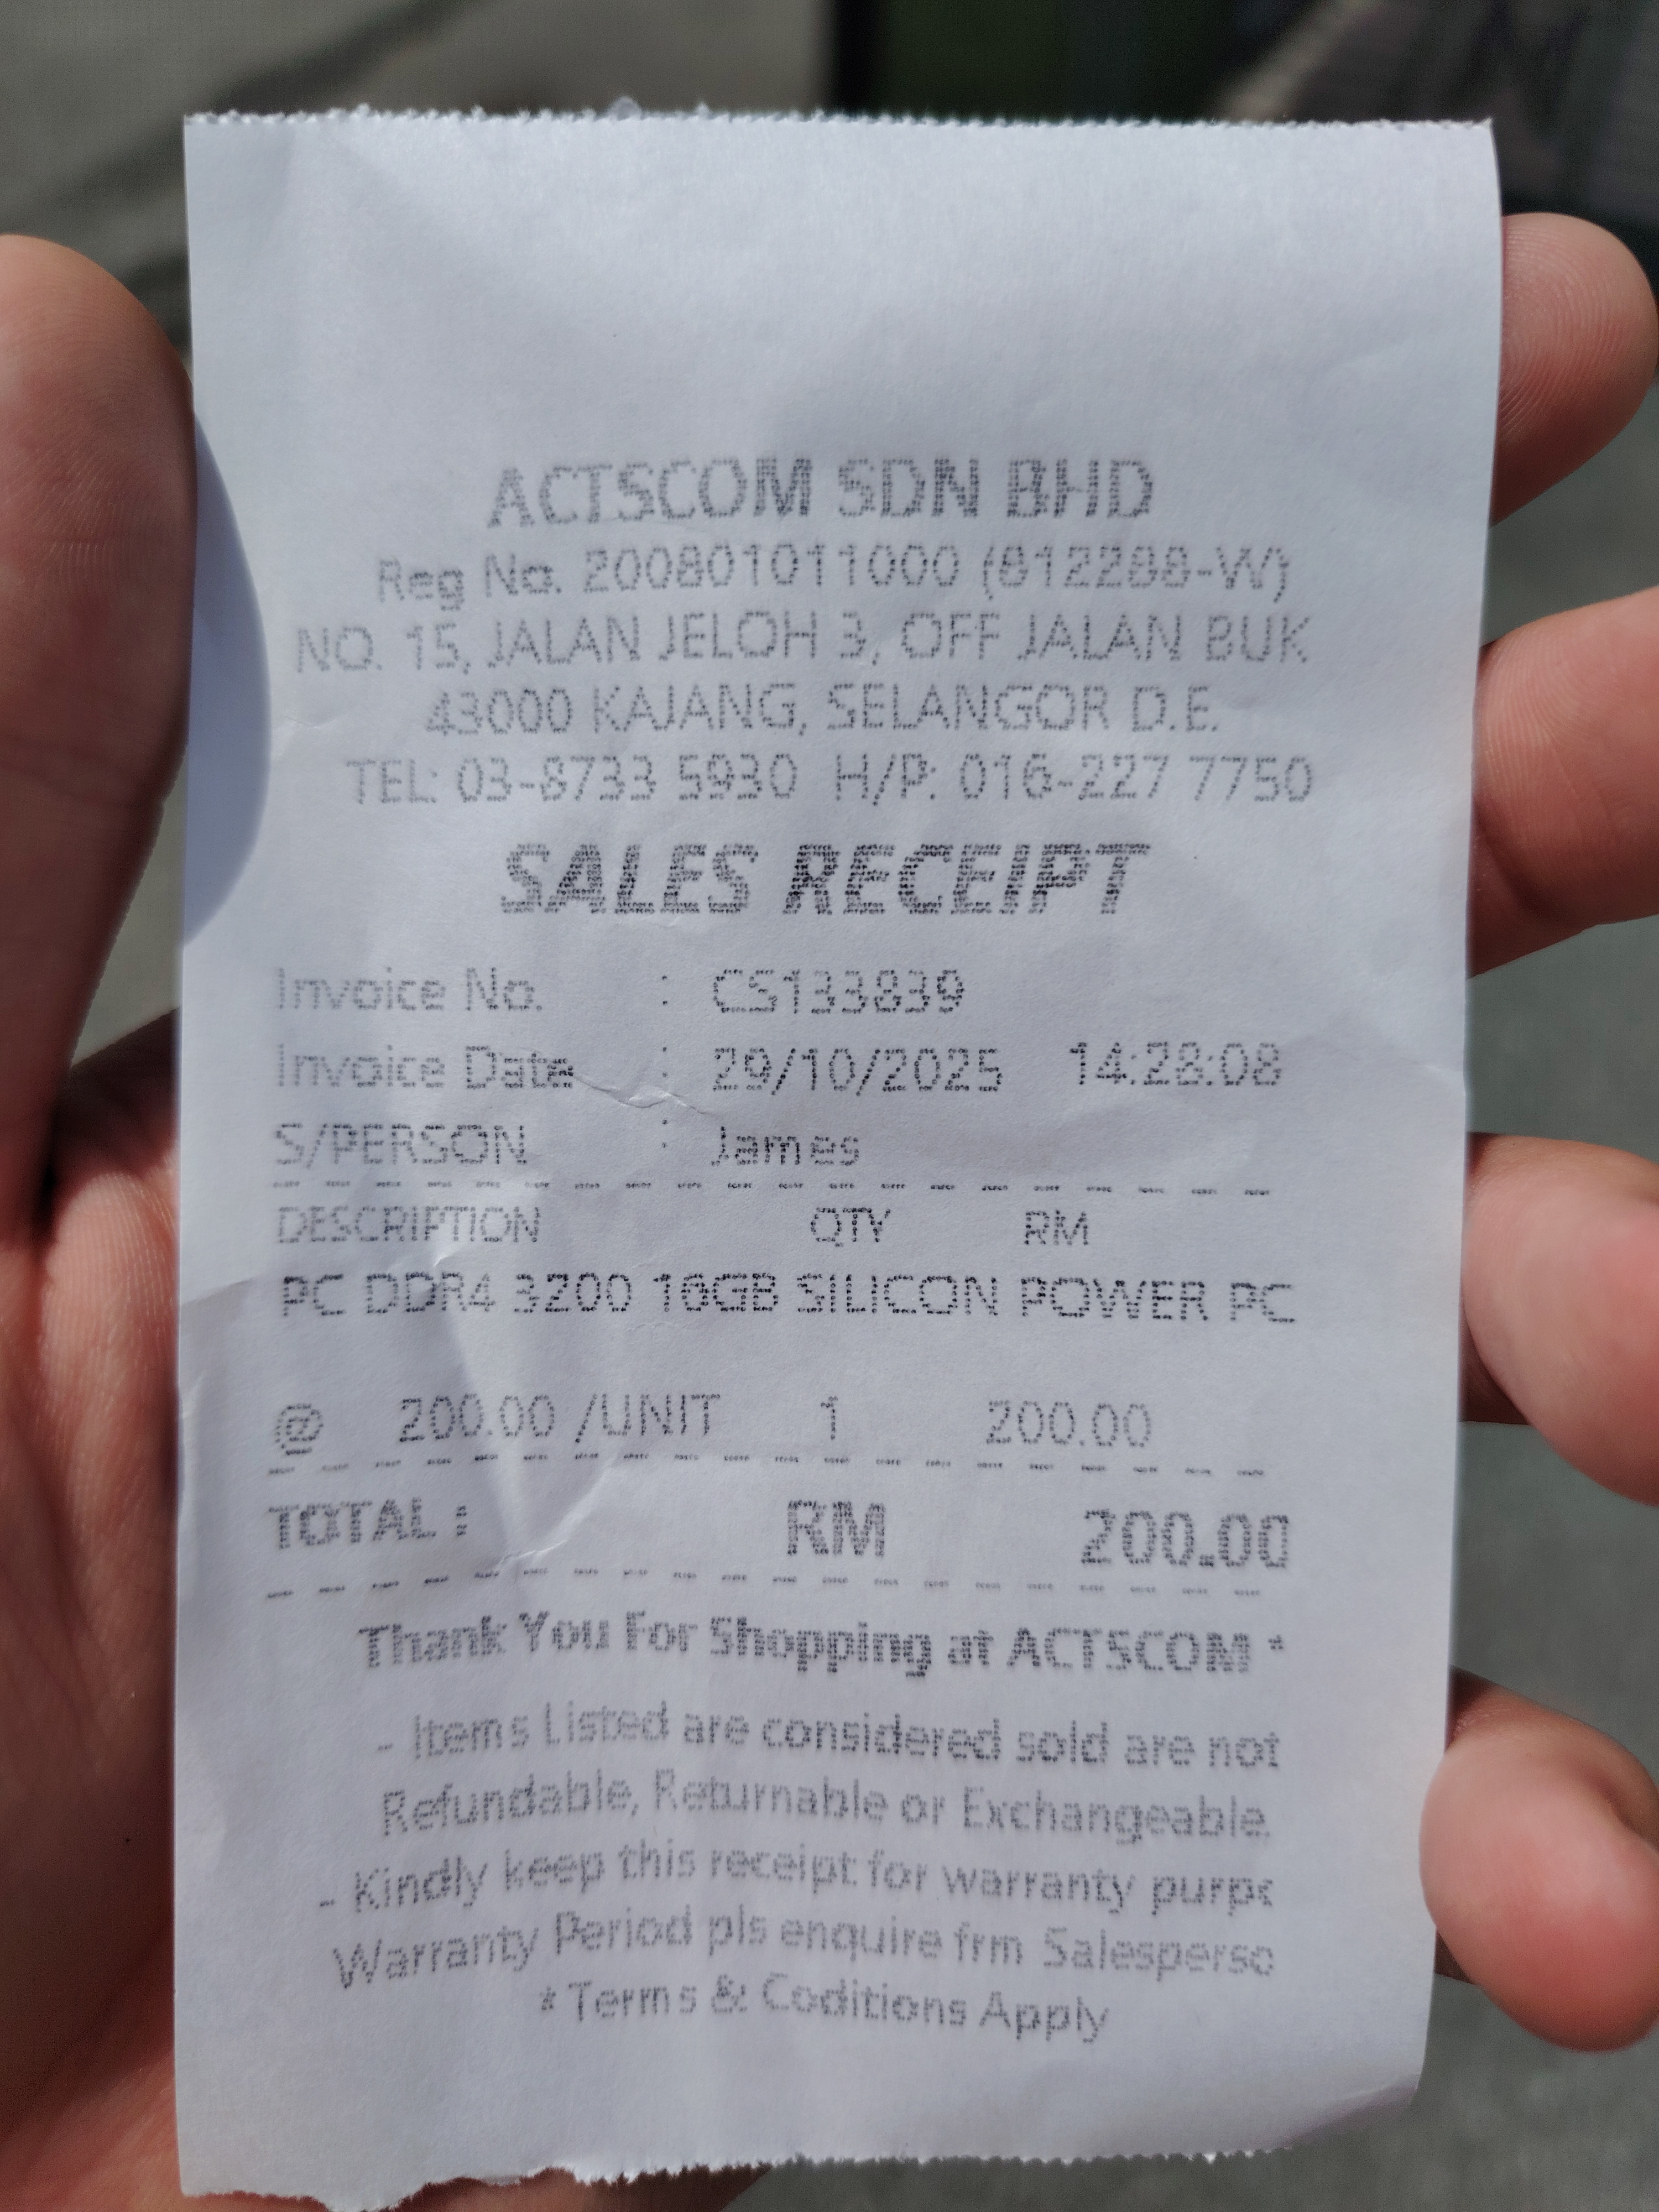 ACTSCOM SDN BHD
Reg No. 200801011000 (812288-W)
NO. 15, JALAN JELOH 3, OFF JALAN BUK
43000 KAJANG, SELANGOR D.E.
TEL: 03-8733 5930 H/P: 016-227 7750
SALES RECEIPT
Invoice No. : CS133839
Invoice Date : 29/10/2025 14:28:08
S/PERSON : James
DESCRIPTION QTY RM
PC DDR4 3200 16GB SILICON POWER PC
@ 200.00 /UNIT 1 200.00
TOTAL : RM 200.00
Thank You For Shopping at ACTSCOM *
- Items Listed are considered sold are not
Refundable, Returnable or Exchangeable.
- Kindly keep this receipt for warranty purpc
Warranty Period pls enquire frm Salesperso
* Terms & Coditions Apply